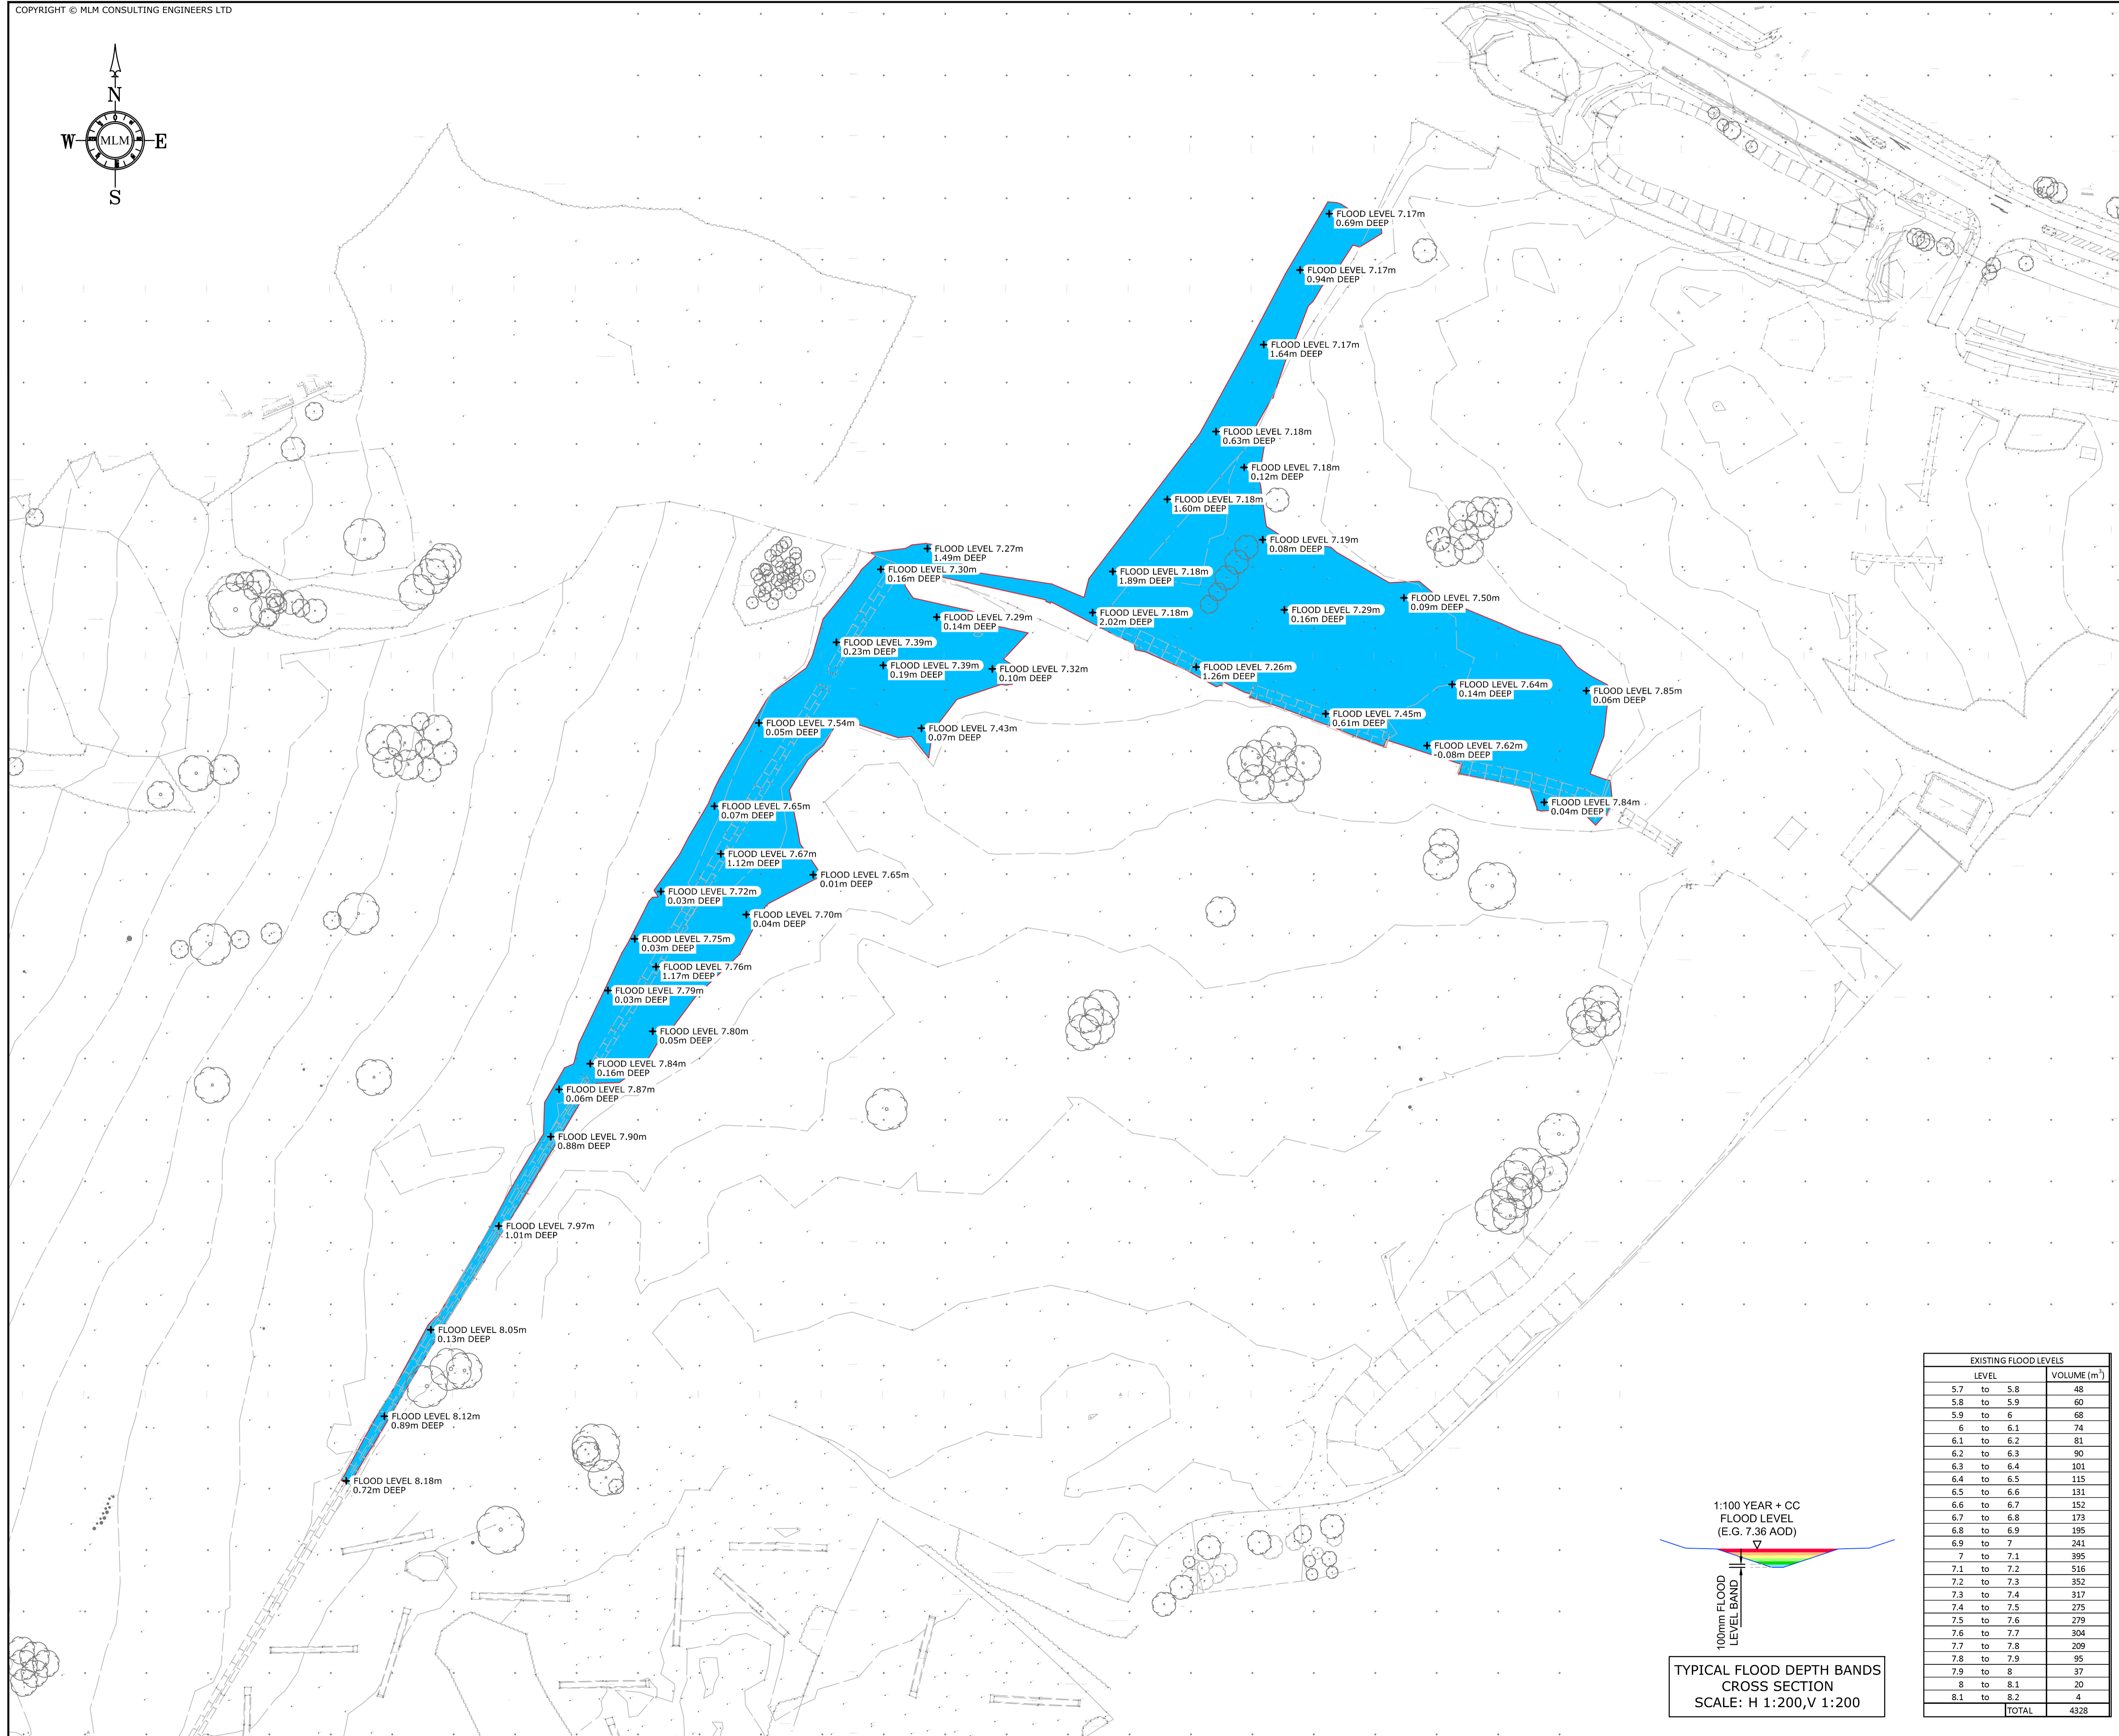 COPYRIGHT © MLM CONSULTING ENGINEERS LTD
N
W
MLM
E
S
FLOOD LEVEL 7.17m
0.69m DEEP
FLOOD LEVEL 7.17m
0.94m DEEP
FLOOD LEVEL 7.17m
1.64m DEEP
FLOOD LEVEL 7.18m
0.63m DEEP
FLOOD LEVEL 7.18m
0.12m DEEP
FLOOD LEVEL 7.18m
1.60m DEEP
FLOOD LEVEL 7.19m
0.08m DEEP
FLOOD LEVEL 7.27m
1.49m DEEP
FLOOD LEVEL 7.30m
0.16m DEEP
FLOOD LEVEL 7.18m
1.89m DEEP
FLOOD LEVEL 7.50m
0.09m DEEP
FLOOD LEVEL 7.29m
0.16m DEEP
FLOOD LEVEL 7.18m
2.02m DEEP
FLOOD LEVEL 7.29m
0.14m DEEP
FLOOD LEVEL 7.39m
0.23m DEEP
FLOOD LEVEL 7.39m
0.19m DEEP
FLOOD LEVEL 7.32m
0.10m DEEP
FLOOD LEVEL 7.26m
1.26m DEEP
FLOOD LEVEL 7.64m
0.14m DEEP
FLOOD LEVEL 7.85m
0.06m DEEP
FLOOD LEVEL 7.45m
0.61m DEEP
FLOOD LEVEL 7.54m
0.05m DEEP
FLOOD LEVEL 7.43m
0.07m DEEP
FLOOD LEVEL 7.62m
-0.08m DEEP
FLOOD LEVEL 7.84m
0.04m DEEP
FLOOD LEVEL 7.65m
0.07m DEEP
FLOOD LEVEL 7.67m
1.12m DEEP
FLOOD LEVEL 7.65m
0.01m DEEP
FLOOD LEVEL 7.72m
0.03m DEEP
FLOOD LEVEL 7.70m
0.04m DEEP
FLOOD LEVEL 7.75m
0.03m DEEP
FLOOD LEVEL 7.76m
1.17m DEEP
FLOOD LEVEL 7.79m
0.03m DEEP
FLOOD LEVEL 7.80m
0.05m DEEP
FLOOD LEVEL 7.84m
0.16m DEEP
FLOOD LEVEL 7.87m
0.06m DEEP
FLOOD LEVEL 7.90m
0.88m DEEP
FLOOD LEVEL 7.97m
1.01m DEEP
FLOOD LEVEL 8.05m
0.13m DEEP
FLOOD LEVEL 8.12m
0.89m DEEP
FLOOD LEVEL 8.18m
0.72m DEEP
1:100 YEAR + CC
FLOOD LEVEL
(E.G. 7.36 AOD)
100mm FLOOD
LEVEL BAND
TYPICAL FLOOD DEPTH BANDS
CROSS SECTION
SCALE: H 1:200,V 1:200
EXISTING FLOOD LEVELS
LEVEL VOLUME (m³)
5.7 to 5.8 48
5.8 to 5.9 60
5.9 to 6 68
6 to 6.1 74
6.1 to 6.2 81
6.2 to 6.3 90
6.3 to 6.4 101
6.4 to 6.5 115
6.5 to 6.6 131
6.6 to 6.7 152
6.7 to 6.8 173
6.8 to 6.9 195
6.9 to 7 241
7 to 7.1 395
7.1 to 7.2 516
7.2 to 7.3 352
7.3 to 7.4 317
7.4 to 7.5 275
7.5 to 7.6 279
7.6 to 7.7 304
7.7 to 7.8 209
7.8 to 7.9 95
7.9 to 8 37
8 to 8.1 20
8.1 to 8.2 4
TOTAL 4328